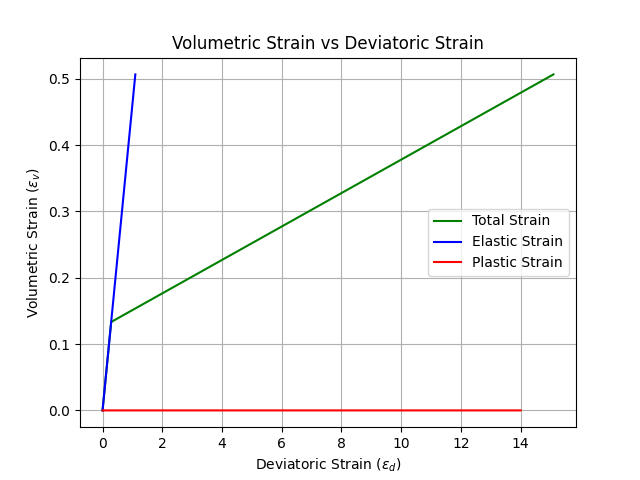 Volumetric Strain vs Deviatoric Strain
0.5
0.4
0.3
0.2
0.1
0.0
Volumetric Strain (εᵥ)
Total Strain
Elastic Strain
Plastic Strain
0 2 4 6 8 10 12 14
Deviatoric Strain (ε_d)